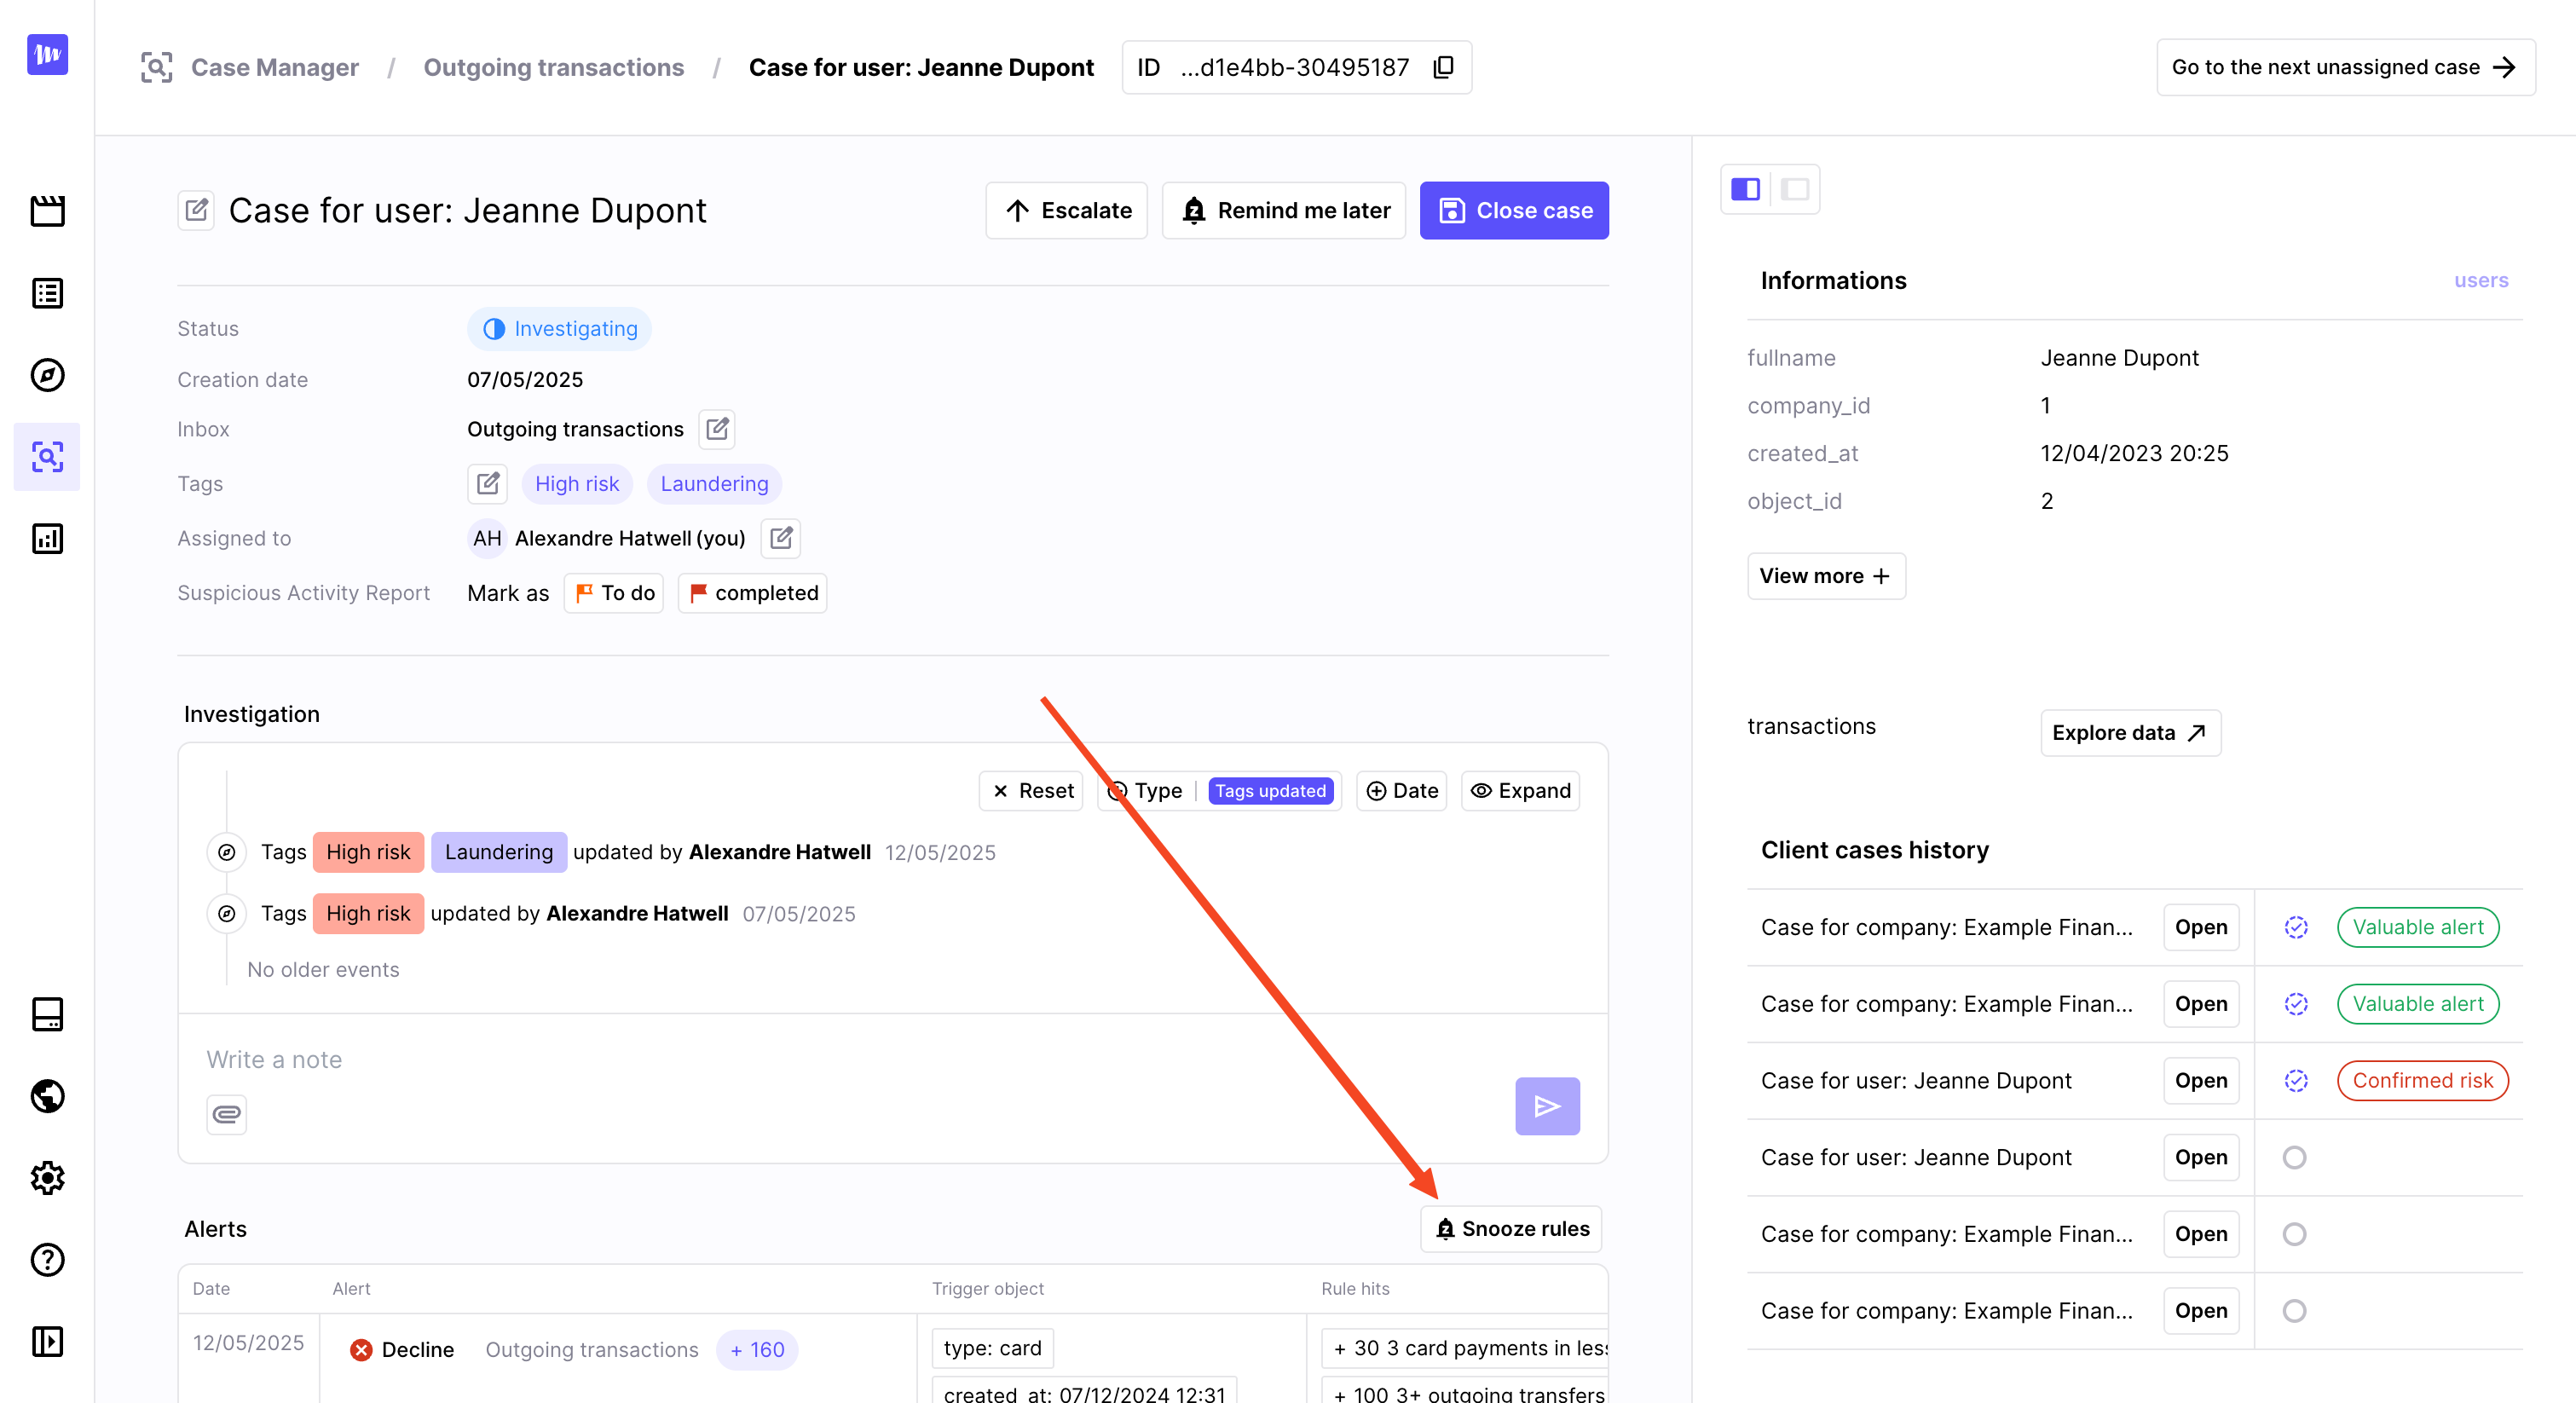 Case Manager / Outgoing transactions / Case for user: Jeanne Dupont ID ...d1e4bb-30495187 Go to the next unassigned case
Case for user: Jeanne Dupont Escalate Remind me later Close case
Status Investigating
Creation date 07/05/2025
Inbox Outgoing transactions
Tags High risk Laundering
Assigned to AH Alexandre Hatwell (you)
Suspicious Activity Report Mark as To do completed
Investigation
Reset Type Tags updated Date Expand
Tags High risk Laundering updated by Alexandre Hatwell 12/05/2025
Tags High risk updated by Alexandre Hatwell 07/05/2025
No older events
Write a note
Alerts Snooze rules
Date Alert Trigger object Rule hits
12/05/2025 Decline Outgoing transactions + 160 type: card + 30 3 card payments in less
created_at: 07/12/2024 12:31 + 100 3+ outgoing transfers
Informations users
fullname Jeanne Dupont
company_id 1
created_at 12/04/2023 20:25
object_id 2
View more +
transactions Explore data
Client cases history
Case for company: Example Finan... Open Valuable alert
Case for company: Example Finan... Open Valuable alert
Case for user: Jeanne Dupont Open Confirmed risk
Case for user: Jeanne Dupont Open
Case for company: Example Finan... Open
Case for company: Example Finan... Open